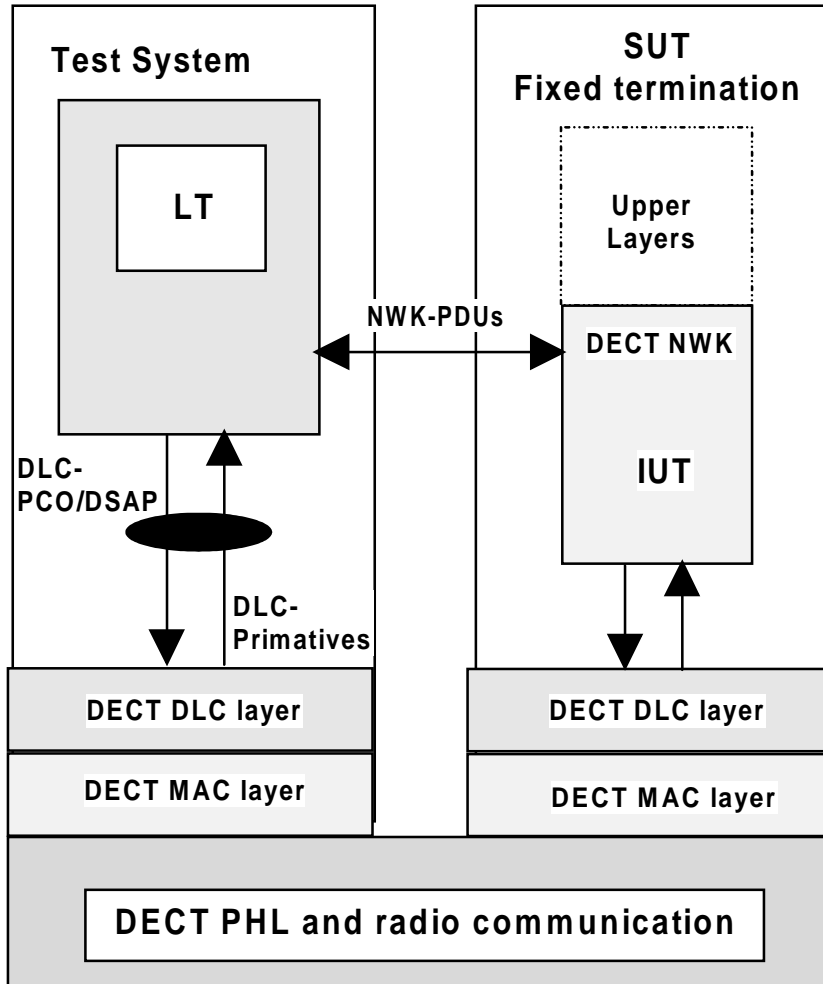 Test System
LT
DLC-
PCO/DSAP
DLC-
Primatives
DECT DLC layer
DECT MAC layer
NWK-PDUs
SUT
Fixed termination
Upper
Layers
DECT NWK
IUT
DECT DLC layer
DECT MAC layer
DECT PHL and radio communication